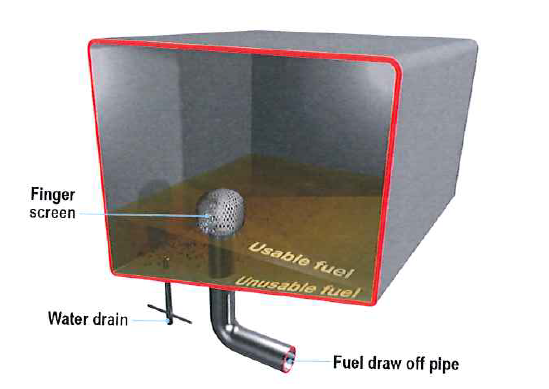 Finger
screen
Usable fuel
Unusable fuel
Water drain
Fuel draw off pipe